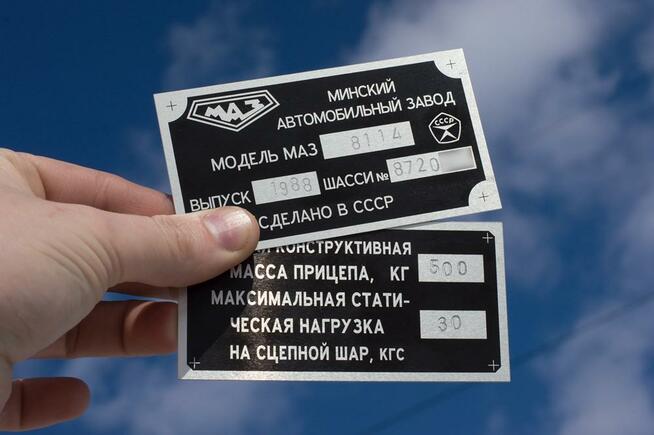 МАЗ
МИНСКИЙ
АВТОМОБИЛЬНЫЙ ЗАВОД
СССР
МОДЕЛЬ МАЗ 8114
ВЫПУСК 1988 ШАССИ № 8720
СДЕЛАНО В СССР
КОНСТРУКТИВНАЯ
МАССА ПРИЦЕПА, КГ 500
МАКСИМАЛЬНАЯ СТАТИ-
ЧЕСКАЯ НАГРУЗКА 30
НА СЦЕПНОЙ ШАР, КГС